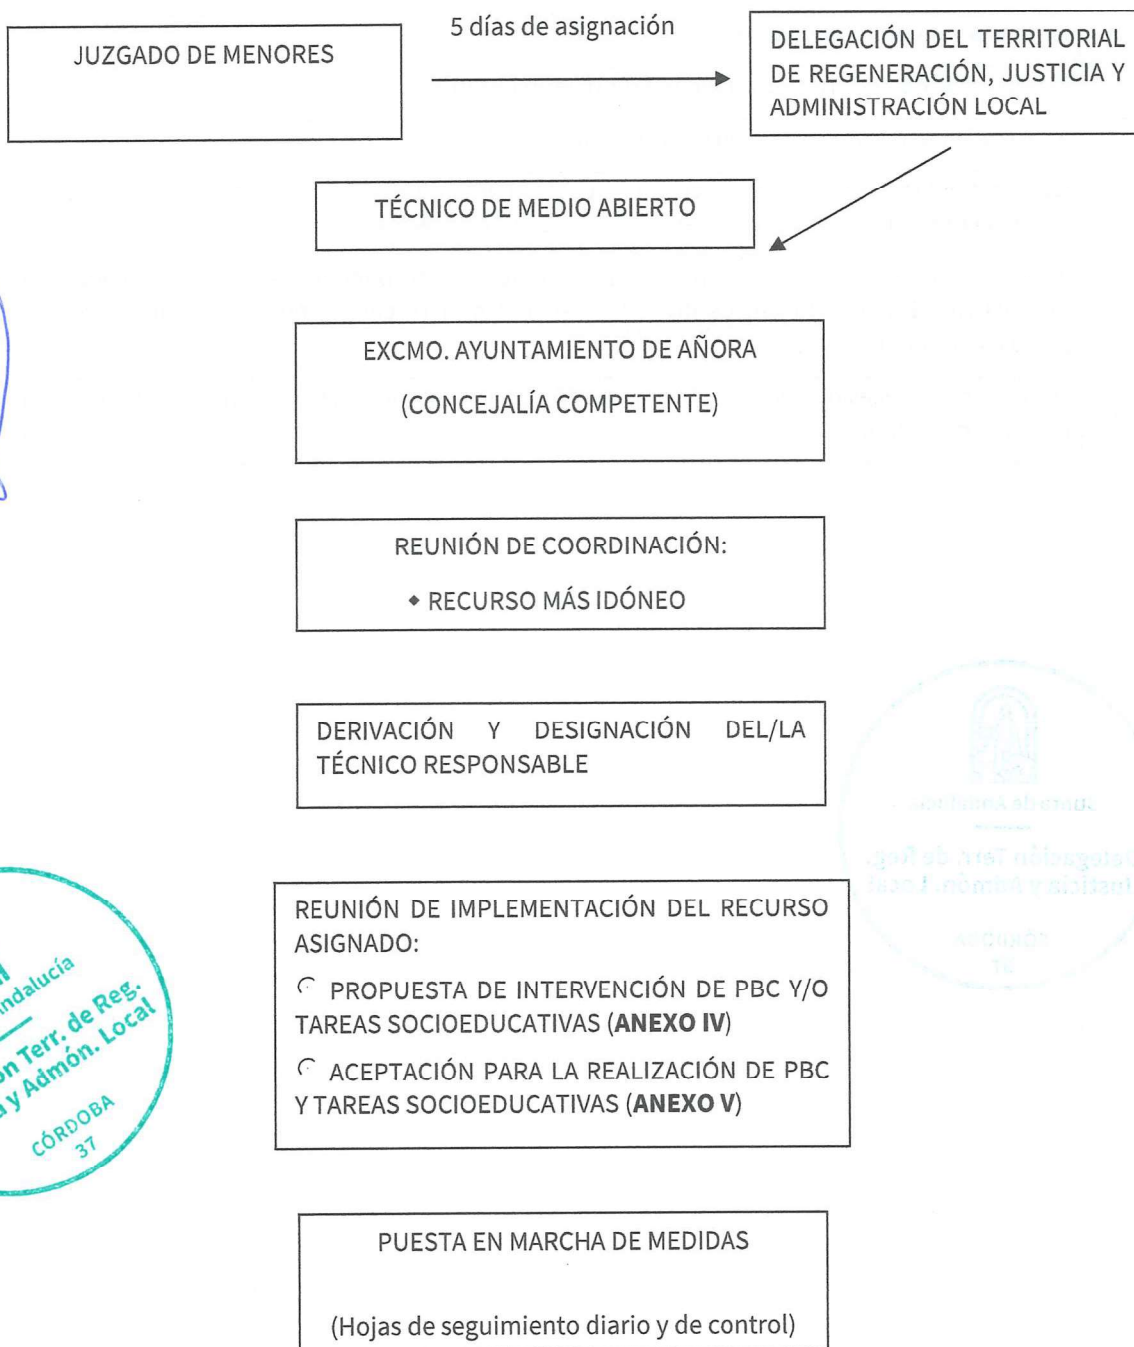 5 días de asignación
JUZGADO DE MENORES
DELEGACIÓN DEL TERRITORIAL
DE REGENERACIÓN, JUSTICIA Y
ADMINISTRACIÓN LOCAL
TÉCNICO DE MEDIO ABIERTO
EXCMO. AYUNTAMIENTO DE AÑORA
(CONCEJALÍA COMPETENTE)
REUNIÓN DE COORDINACIÓN:
◆ RECURSO MÁS IDÓNEO
DERIVACIÓN Y DESIGNACIÓN DEL/LA
TÉCNICO RESPONSABLE
REUNIÓN DE IMPLEMENTACIÓN DEL RECURSO
ASIGNADO:
PROPUESTA DE INTERVENCIÓN DE PBC Y/O
TAREAS SOCIOEDUCATIVAS (ANEXO IV)
ACEPTACIÓN PARA LA REALIZACIÓN DE PBC
Y TAREAS SOCIOEDUCATIVAS (ANEXO V)
PUESTA EN MARCHA DE MEDIDAS
(Hojas de seguimiento diario y de control)
Terr. de Reg.
y Admón. Local
CÓRDOBA
37